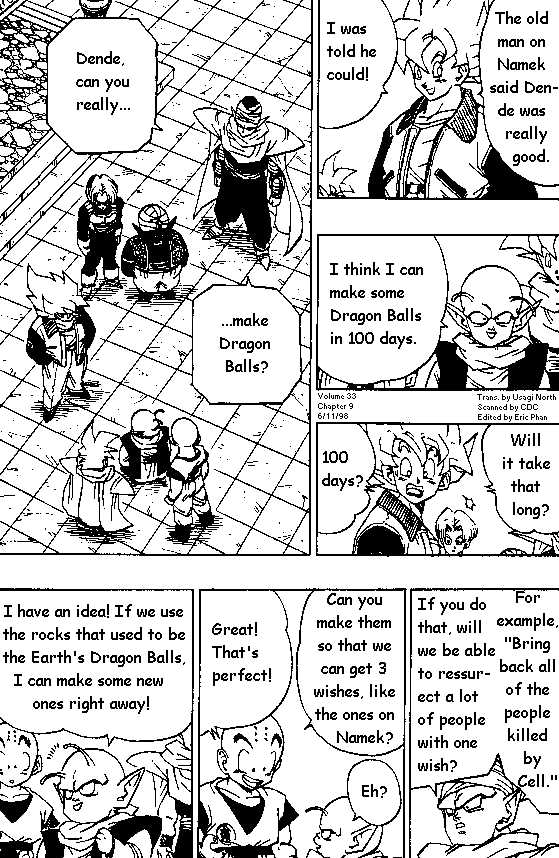 Dende,
can you
really...
...make
Dragon
Balls?
The old
man on
Namek
said Den-
de was
really
good.
I was
told he
could!
I think I can
make some
Dragon Balls
in 100 days.
Volume 33
Chapter 9
6/11/98
Trans. by Usagi North
Scanned by CDC
Edited by Eric Phan
Will
it take
that
long?
100
days?
I have an idea! If we use
the rocks that used to be
the Earth's Dragon Balls,
I can make some new
ones right away!
Great!
That's
perfect!
Can you
make them
so that we
can get 3
wishes, like
the ones on
Namek?
Eh?
If you do
that, will
we be able
to ressur-
ect a lot
of people
with one
wish?
For
example,
"Bring
back all
of the
people
killed
by
Cell."